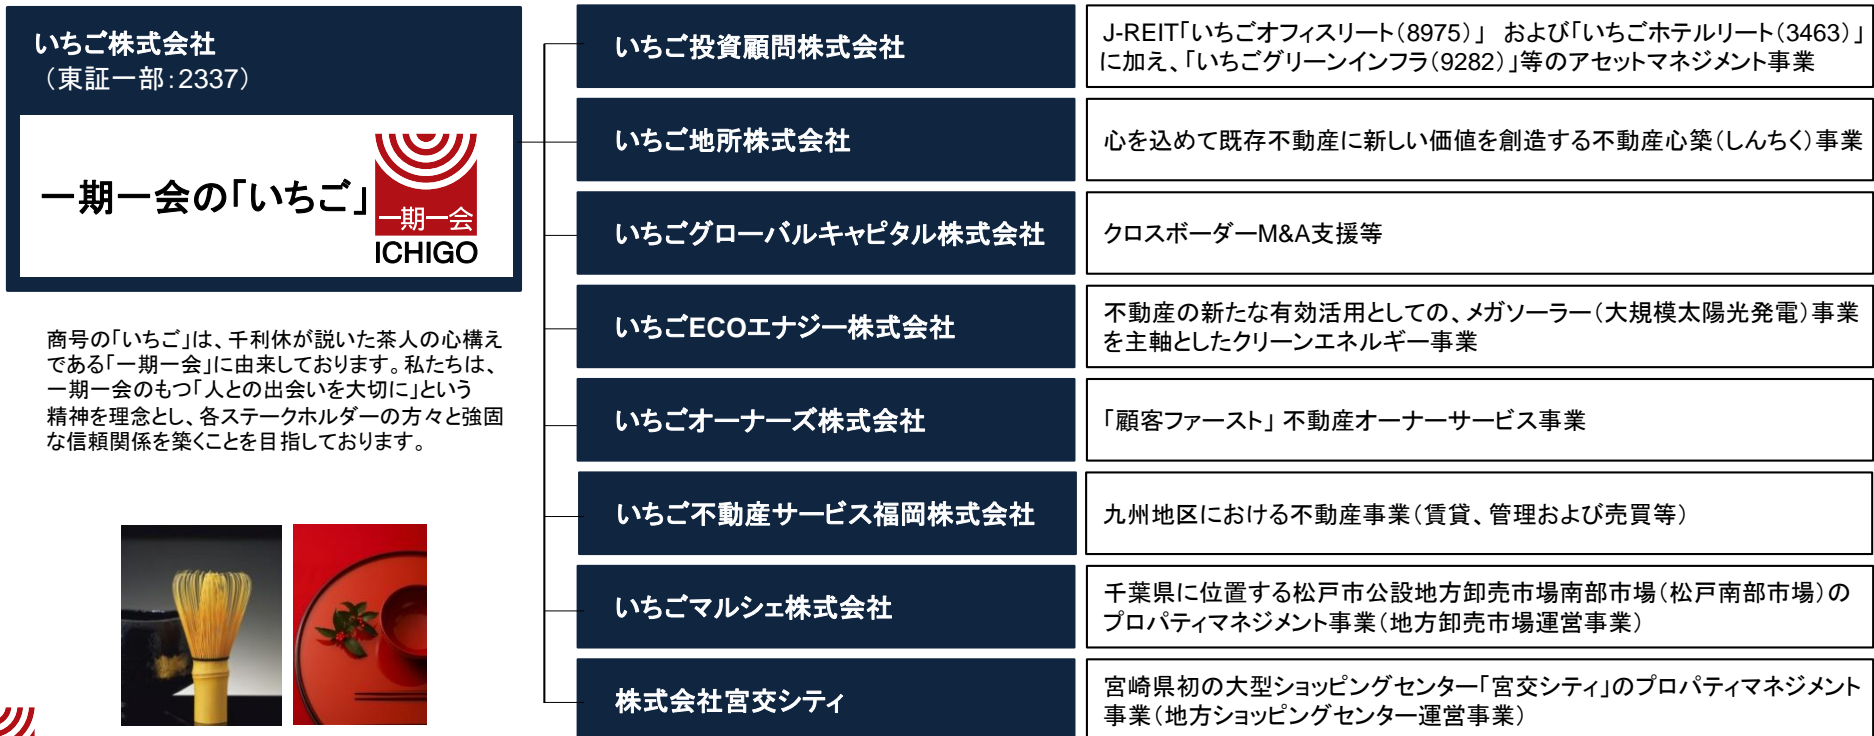 いちご株式会社
（東証一部：2337）
一期一会の「いちご」
一期一会
ICHIGO
商号の「いちご」は、千利休が説いた茶人の心構え
である「一期一会」に由来しております。私たちは、
一期一会のもつ「人との出会いを大切に」という
精神を理念とし、各ステークホルダーの方々と強固
な信頼関係を築くことを目指しております。
いちご投資顧問株式会社
J-REIT「いちごオフィスリート（8975）」 および「いちごホテルリート（3463）」
に加え、「いちごグリーンインフラ（9282）」等のアセットマネジメント事業
いちご地所株式会社
心を込めて既存不動産に新しい価値を創造する不動産心築（しんちく）事業
いちごグローバルキャピタル株式会社
クロスボーダーM&A支援等
いちごECOエナジー株式会社
不動産の新たな有効活用としての、メガソーラー（大規模太陽光発電）事業
を主軸としたクリーンエネルギー事業
いちごオーナーズ株式会社
「顧客ファースト」 不動産オーナーサービス事業
いちご不動産サービス福岡株式会社
九州地区における不動産事業（賃貸、管理および売買等）
いちごマルシェ株式会社
千葉県に位置する松戸市公設地方卸売市場南部市場（松戸南部市場）の
プロパティマネジメント事業（地方卸売市場運営事業）
株式会社宮交シティ
宮崎県初の大型ショッピングセンター「宮交シティ」のプロパティマネジメント
事業（地方ショッピングセンター運営事業）